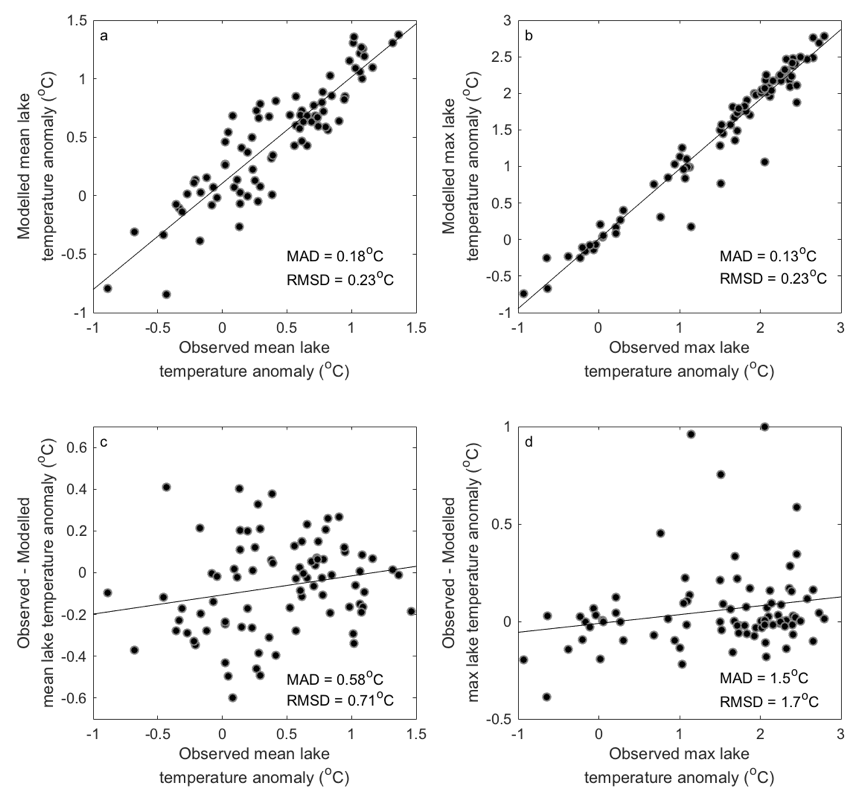 a
Modelled mean lake
temperature anomaly (°C)
1.5
1
0.5
0
-0.5
-1
MAD = 0.18°C
RMSD = 0.23°C
-1 -0.5 0 0.5 1 1.5
Observed mean lake
temperature anomaly (°C)
b
Modelled max lake
temperature anomaly (°C)
3
2.5
2
1.5
1
0
-0.5
-1
MAD = 0.13°C
RMSD = 0.23°C
-1 0 1 2 3
Observed max lake
temperature anomaly (°C)
c
Observed - Modelled
mean lake temperature anomaly (°C)
0.6
0.4
0.2
0
-0.2
-0.4
-0.6
MAD = 0.58°C
RMSD = 0.71°C
-1 -0.5 0 0.5 1 1.5
Observed mean lake
temperature anomaly (°C)
d
Observed - Modelled
max lake temperature anomaly (°C)
1
0.5
0
-0.5
MAD = 1.5°C
RMSD = 1.7°C
-1 0 1 2 3
Observed max lake
temperature anomaly (°C)